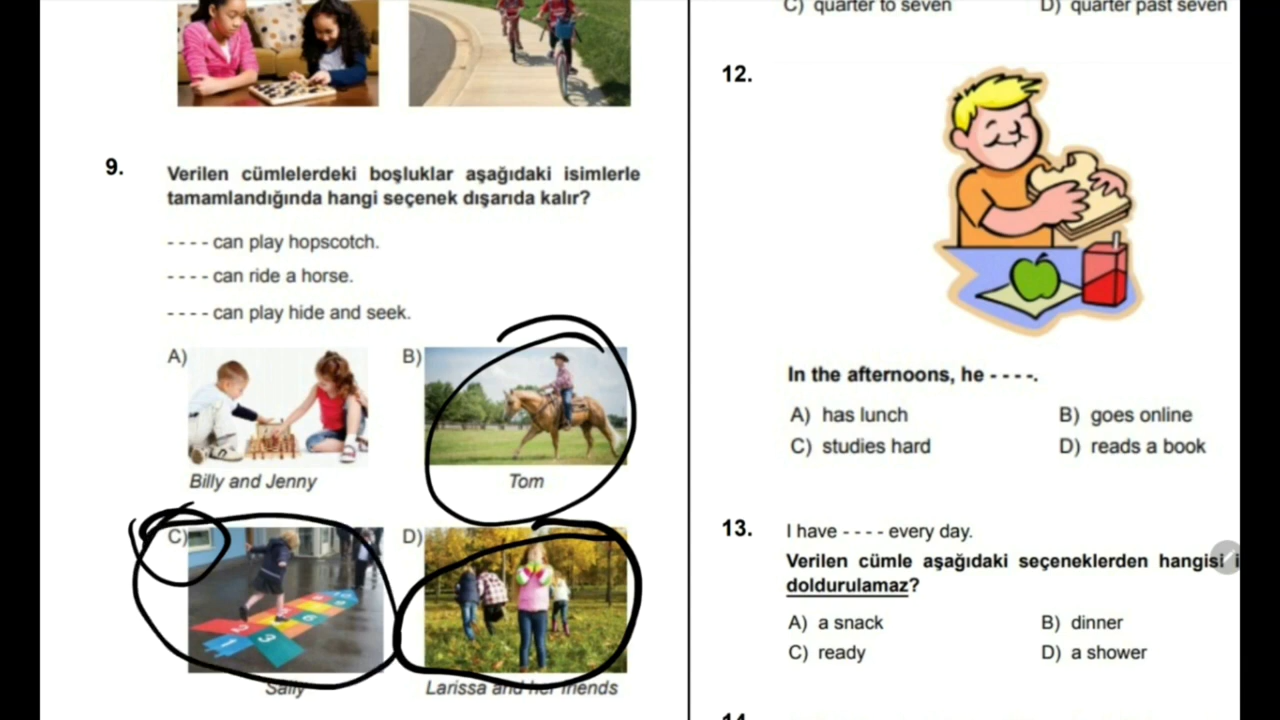 9.
Verilen cümlelerdeki boşluklar aşağıdaki isimlerle
tamamlandığında hangi seçenek dışarıda kalır?
- - - - can play hopscotch.
- - - - can ride a horse.
- - - - can play hide and seek.
A)
B)
Billy and Jenny
Tom
C)
D)
Sally
Larissa and her friends
C) quarter to seven
D) quarter past seven
12.
In the afternoons, he - - - -.
A) has lunch
B) goes online
C) studies hard
D) reads a book
13.
I have - - - - every day.
Verilen cümle aşağıdaki seçeneklerden hangisi i
doldurulamaz?
A) a snack
B) dinner
C) ready
D) a shower